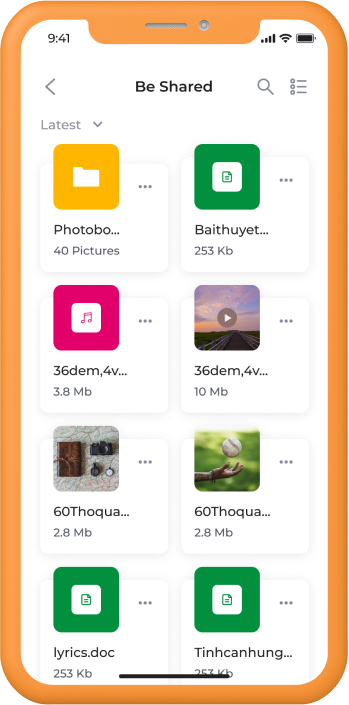 9:41
Be Shared
Latest
Photobo...
Baithuyet...
40 Pictures
253 Kb
36dem,4v...
36dem,4v...
3.8 Mb
10 Mb
60Thoqua...
60Thoqua...
2.8 Mb
2.8 Mb
lyrics.doc
Tinhcanhung...
253 Kb
253 Kb